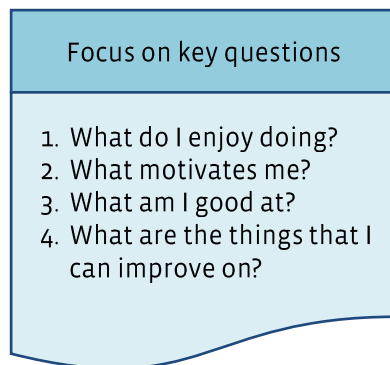 Focus on key questions
1. What do I enjoy doing?
2. What motivates me?
3. What am I good at?
4. What are the things that I
can improve on?